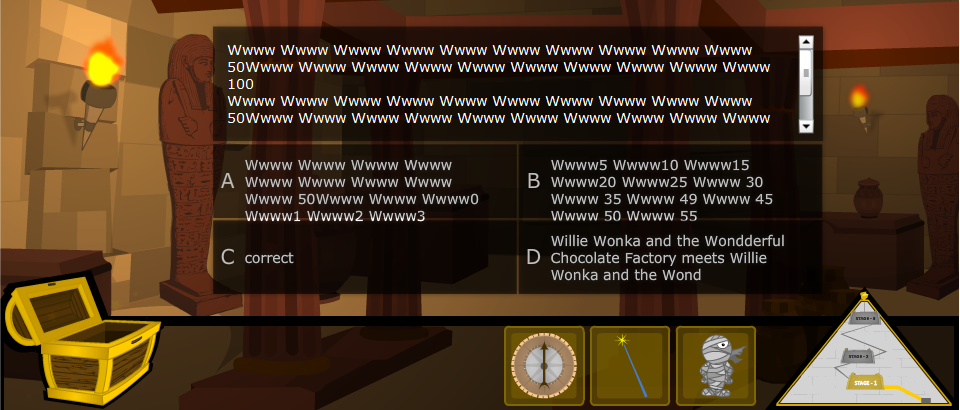 Wwww Wwww Wwww Wwww Wwww Wwww Wwww Wwww Wwww Wwww
50Wwww Wwww Wwww Wwww Wwww Wwww Wwww Wwww Wwww Wwww
100
Wwww Wwww Wwww Wwww Wwww Wwww Wwww Wwww Wwww Wwww
50Wwww Wwww Wwww Wwww Wwww Wwww Wwww Wwww Wwww Wwww
A
Wwww Wwww Wwww Wwww
Wwww Wwww Wwww Wwww
Wwww 50Wwww Wwww Wwww0
Wwww1 Wwww2 Wwww3
B
Wwww5 Wwww10 Wwww15
Wwww20 Wwww25 Wwww 30
Wwww 35 Wwww 49 Wwww 45
Wwww 50 Wwww 55
C correct
D
Willie Wonka and the Wondderful
Chocolate Factory meets Willie
Wonka and the Wond
STAGE-3
STAGE-2
STAGE-1